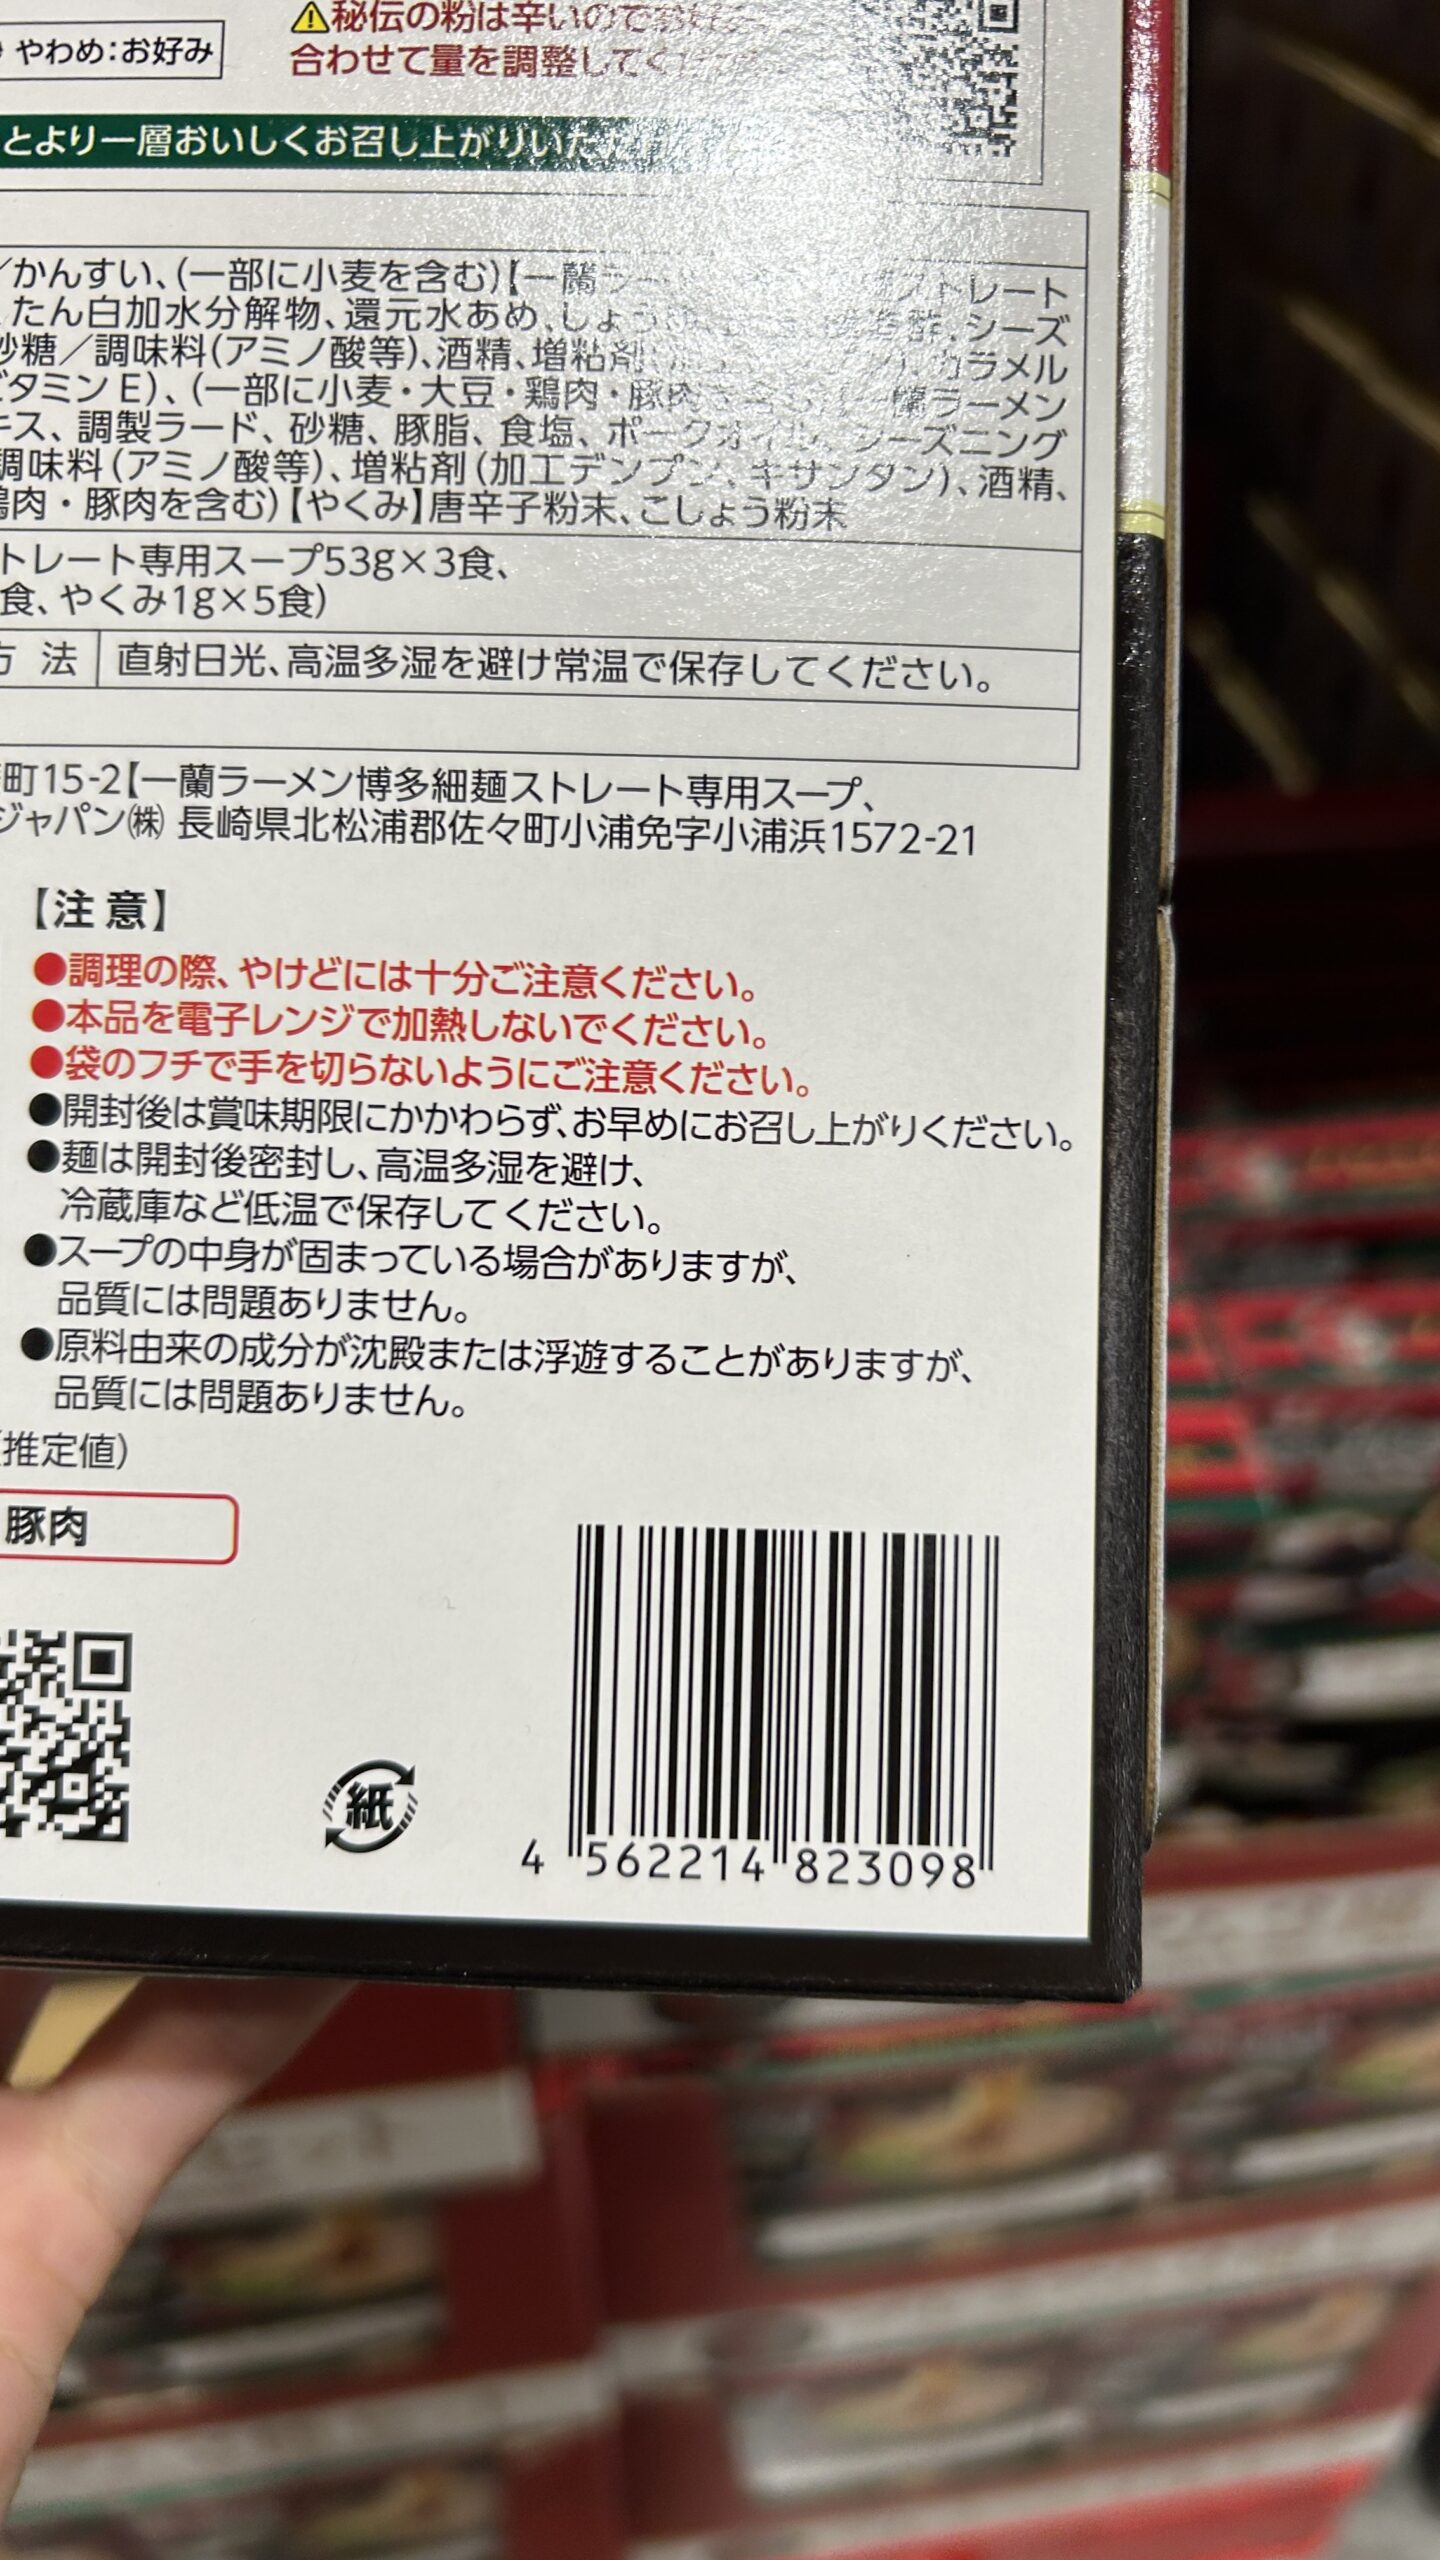 やわめ:お好み
⚠秘伝の粉は辛いのでお好
合わせて量を調整してく
とより一層おいしくお召し上がりいた
/かんすい、(一部に小麦を含む)【一蘭ラー ストレート
たん白加水分解物、還元水あめ、しょう 酢、シーズ
砂糖/調味料(アミノ酸等)、酒精、増粘剤 カラメル
ビタミンE)、(一部に小麦・大豆・鶏肉・豚肉 蘭ラーメン
キス、調製ラード、砂糖、豚脂、食塩、ポークオイル、シーズニング
調味料(アミノ酸等)、増粘剤(加工デンプン、キサンタン)、酒精、
鶏肉・豚肉を含む)【やくみ】唐辛子粉末、こしょう粉末
トレート専用スープ53g×3食、
食、やくみ1g×5食)
方 法 直射日光、高温多湿を避け常温で保存してください。
町15-2【一蘭ラーメン博多細麺ストレート専用スープ、
ジャパン㈱ 長崎県北松浦郡佐々町小浦免字小浦浜1572-21
【注意】
●調理の際、やけどには十分ご注意ください。
●本品を電子レンジで加熱しないでください。
●袋のフチで手を切らないようにご注意ください。
●開封後は賞味期限にかかわらず、お早めにお召し上がりください。
●麺は開封後密封し、高温多湿を避け、
冷蔵庫など低温で保存してください。
●スープの中身が固まっている場合がありますが、
品質には問題ありません。
●原料由来の成分が沈殿または浮遊することがありますが、
品質には問題ありません。
(推定値)
豚肉
紙
4 562214 823098